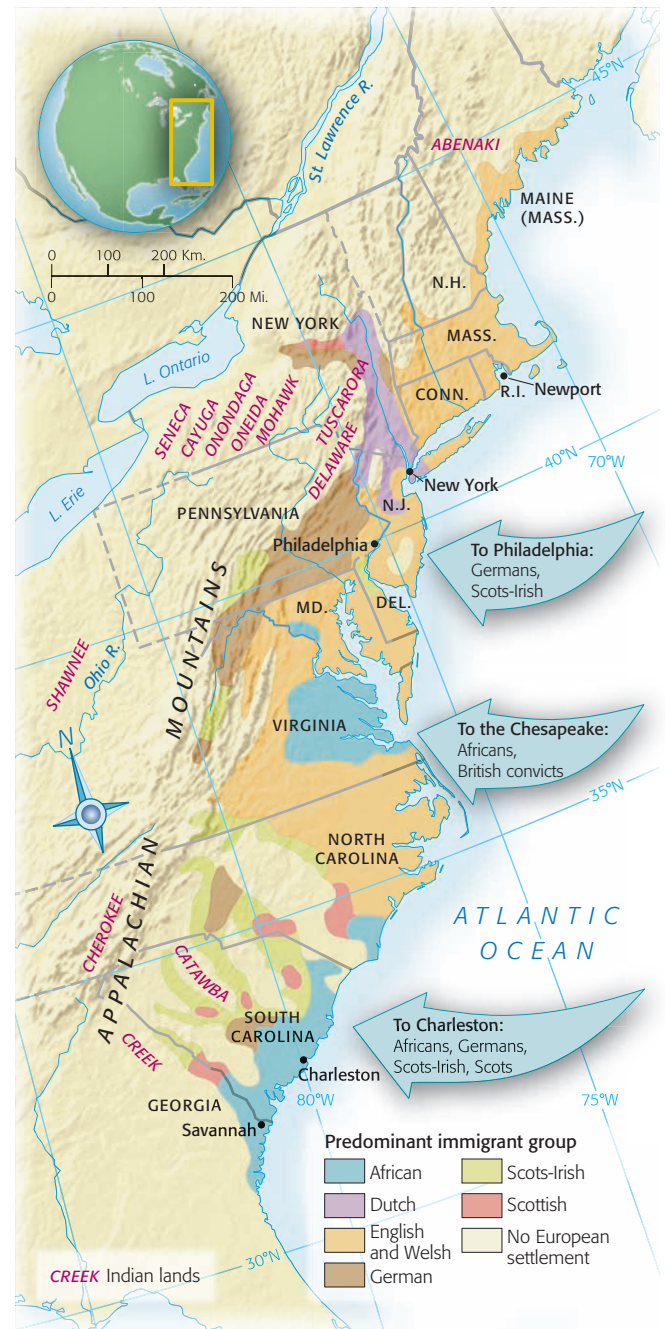 45°N
St. Lawrence R.
ABENAKI
MAINE
(MASS.)
0 100 200 Km.
0 100 200 Mi.
N.H.
NEW YORK
MASS.
L. Ontario
CONN.
R.I.
Newport
SENECA
CAYUGA
ONONDAGA
ONEIDA
MOHAWK
TUSCARORA
DELAWARE
40°N
70°W
L. Erie
New York
PENNSYLVANIA
N.J.
Philadelphia
To Philadelphia:
Germans,
Scots-Irish
MD.
DEL.
SHAWNEE
Ohio R.
APPALACHIAN MOUNTAINS
N
VIRGINIA
To the Chesapeake:
Africans,
British convicts
35°N
NORTH
CAROLINA
ATLANTIC
OCEAN
CHEROKEE
CATAWBA
CREEK
SOUTH
CAROLINA
To Charleston:
Africans, Germans,
Scots-Irish, Scots
Charleston
80°W
75°W
GEORGIA
Savannah
30°N
Predominant immigrant group
African
Dutch
English
and Welsh
German
Scots-Irish
Scottish
No European
settlement
CREEK Indian lands